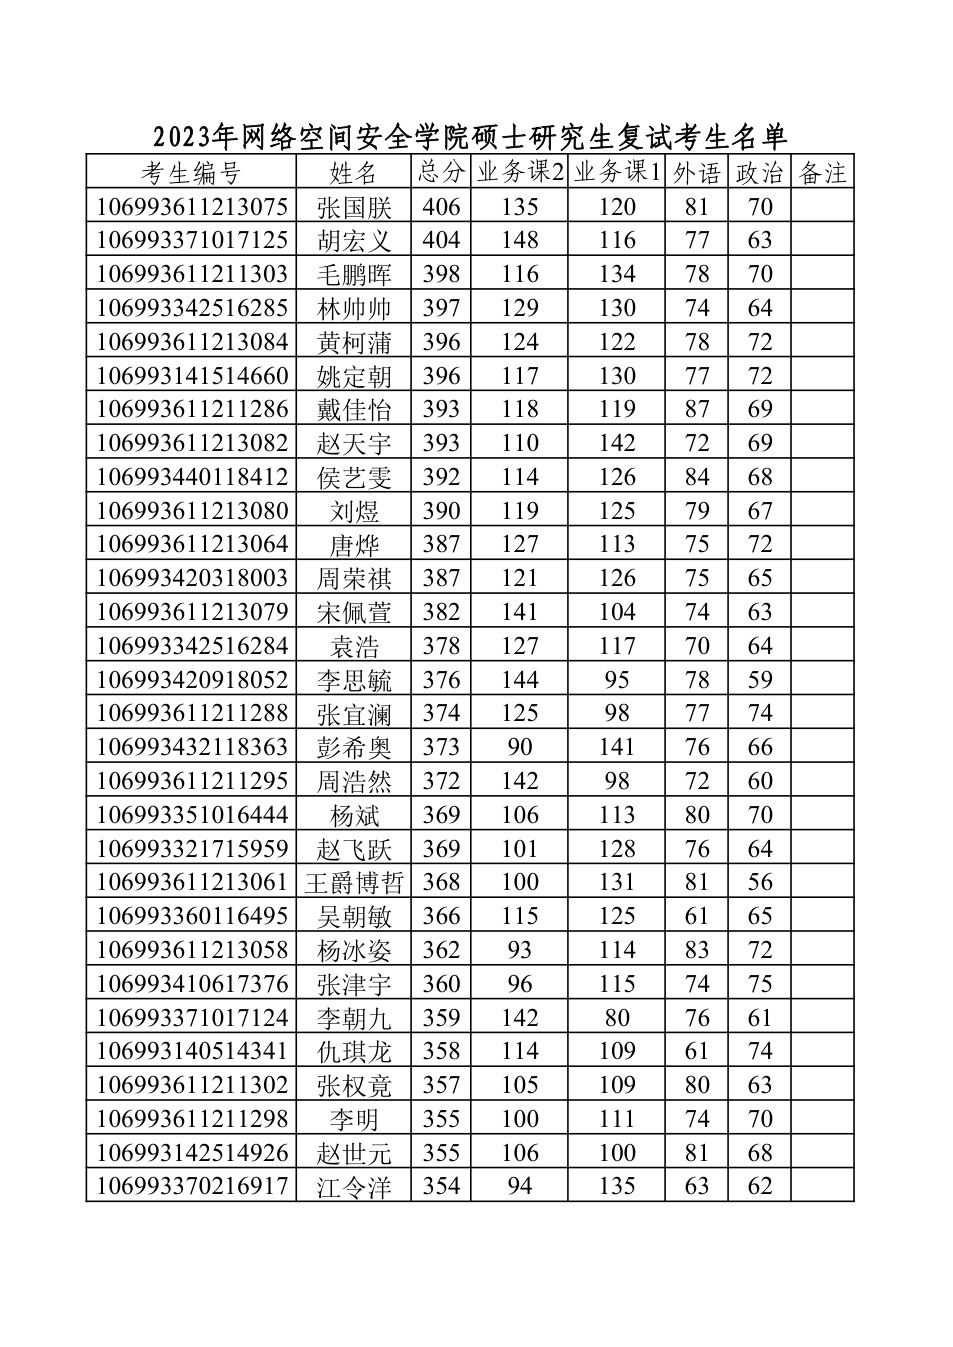 2023年网络空间安全学院硕士研究生复试考生名单
考生编号 姓名 总分 业务课2 业务课1 外语 政治 备注
106993611213075 张国朕 406 135 120 81 70
106993371017125 胡宏义 404 148 116 77 63
106993611211303 毛鹏晖 398 116 134 78 70
106993342516285 林帅帅 397 129 130 74 64
106993611213084 黄柯蒲 396 124 122 78 72
106993141514660 姚定朝 396 117 130 77 72
106993611211286 戴佳怡 393 118 119 87 69
106993611213082 赵天宇 393 110 142 72 69
106993440118412 侯艺雯 392 114 126 84 68
106993611213080 刘煜 390 119 125 79 67
106993611213064 唐烨 387 127 113 75 72
106993420318003 周荣祺 387 121 126 75 65
106993611213079 宋佩萱 382 141 104 74 63
106993342516284 袁浩 378 127 117 70 64
106993420918052 李思毓 376 144 95 78 59
106993611211288 张宜澜 374 125 98 77 74
106993432118363 彭希奥 373 90 141 76 66
106993611211295 周浩然 372 142 98 72 60
106993351016444 杨斌 369 106 113 80 70
106993321715959 赵飞跃 369 101 128 76 64
106993611213061 王爵博哲 368 100 131 81 56
106993360116495 吴朝敏 366 115 125 61 65
106993611213058 杨冰姿 362 93 114 83 72
106993410617376 张津宇 360 96 115 74 75
106993371017124 李朝九 359 142 80 76 61
106993140514341 仇琪龙 358 114 109 61 74
106993611211302 张权竟 357 105 109 80 63
106993611211298 李明 355 100 111 74 70
106993142514926 赵世元 355 106 100 81 68
106993370216917 江令洋 354 94 135 63 62